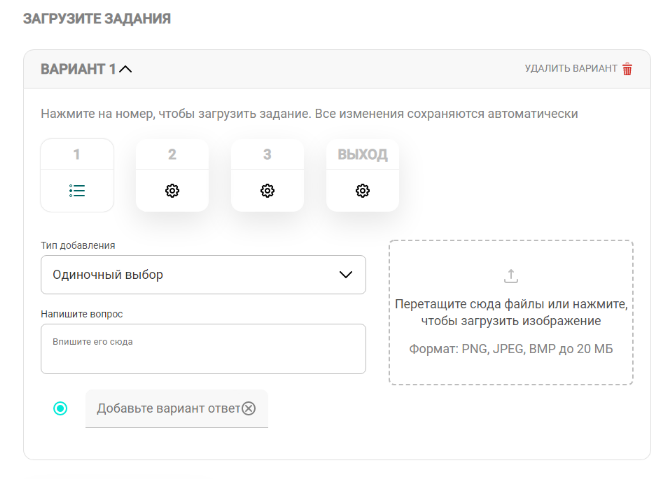 ЗАГРУЗИТЕ ЗАДАНИЯ
ВАРИАНТ 1
УДАЛИТЬ ВАРИАНТ
Нажмите на номер, чтобы загрузить задание. Все изменения сохраняются автоматически
1
2
3
ВЫХОД
Тип добавления
Одиночный выбор
Напишите вопрос
Впишите его сюда
Перетащите сюда файлы или нажмите,
чтобы загрузить изображение
Формат: PNG, JPEG, BMP до 20 МБ
Добавьте вариант ответ